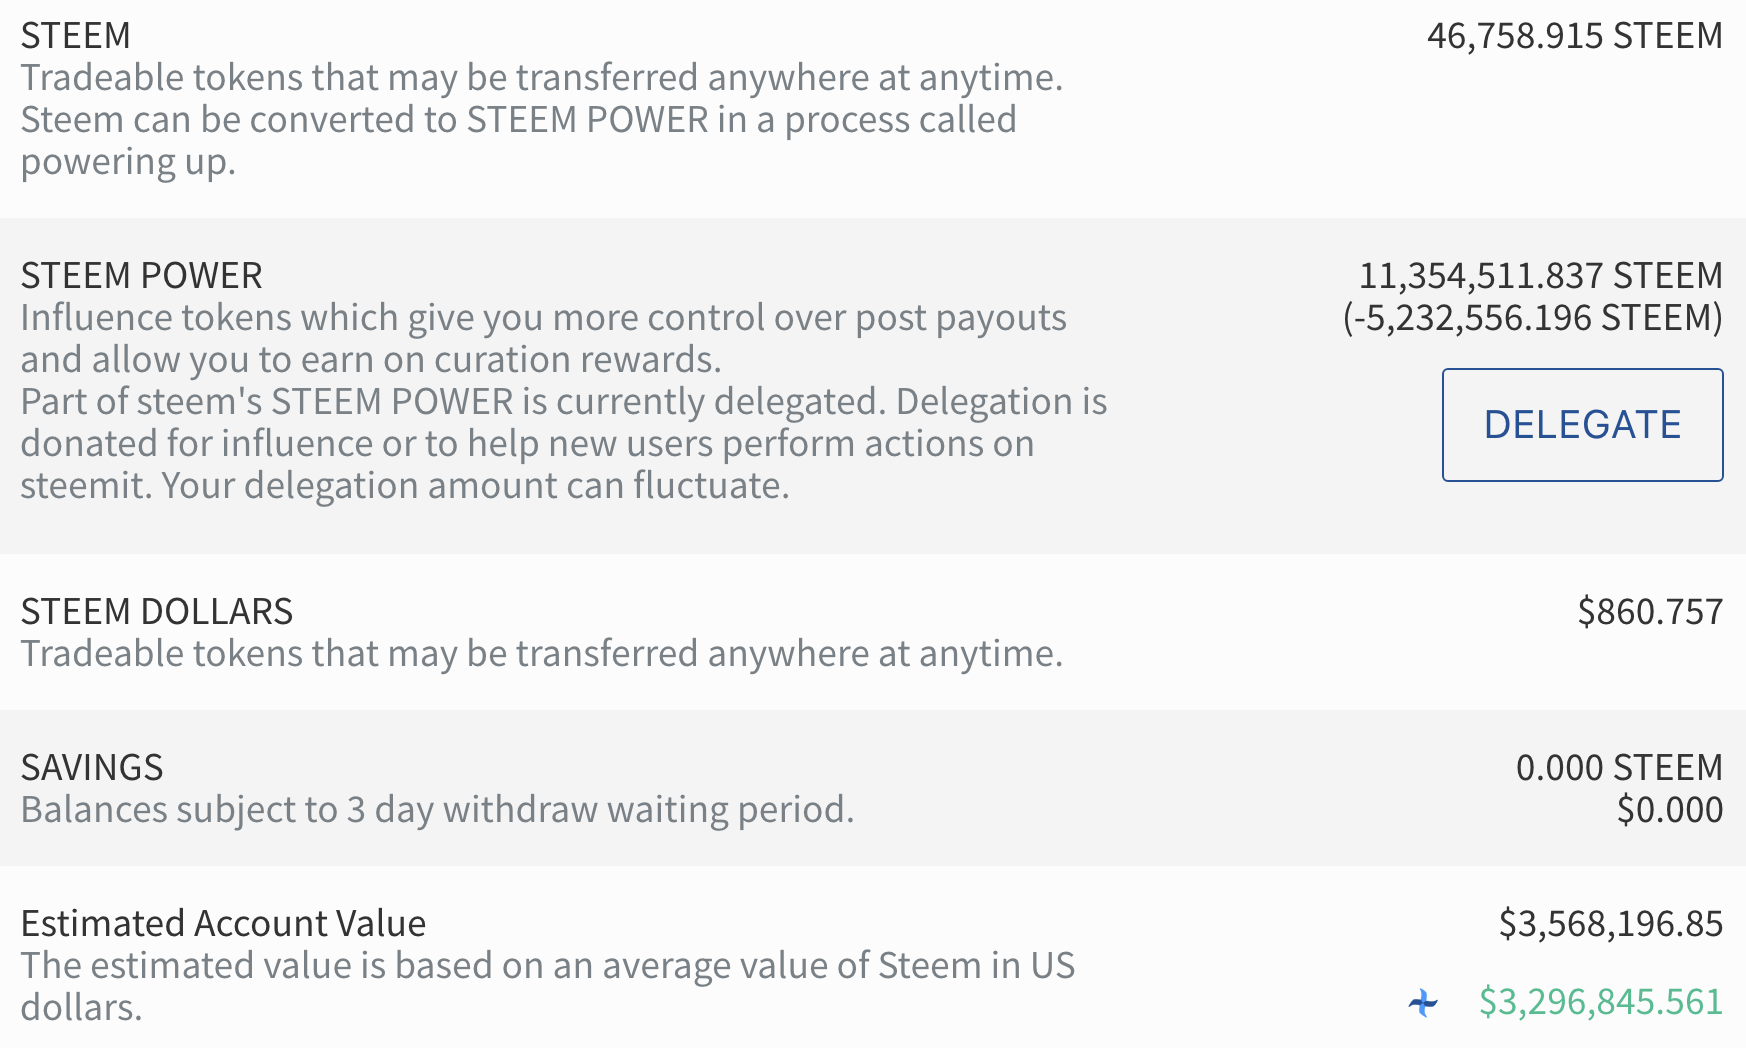 STEEM
46,758.915 STEEM
Tradeable tokens that may be transferred anywhere at anytime.
Steem can be converted to STEEM POWER in a process called
powering up.
STEEM POWER
11,354,511.837 STEEM
Influence tokens which give you more control over post payouts
(-5,232,556.196 STEEM)
and allow you to earn on curation rewards.
Part of steem's STEEM POWER is currently delegated. Delegation is
DELEGATE
donated for influence or to help new users perform actions on
steemit. Your delegation amount can fluctuate.
STEEM DOLLARS
$860.757
Tradeable tokens that may be transferred anywhere at anytime.
SAVINGS
0.000 STEEM
Balances subject to 3 day withdraw waiting period.
$0.000
Estimated Account Value
$3,568,196.85
The estimated value is based on an average value of Steem in US
dollars.
$3,296,845.561